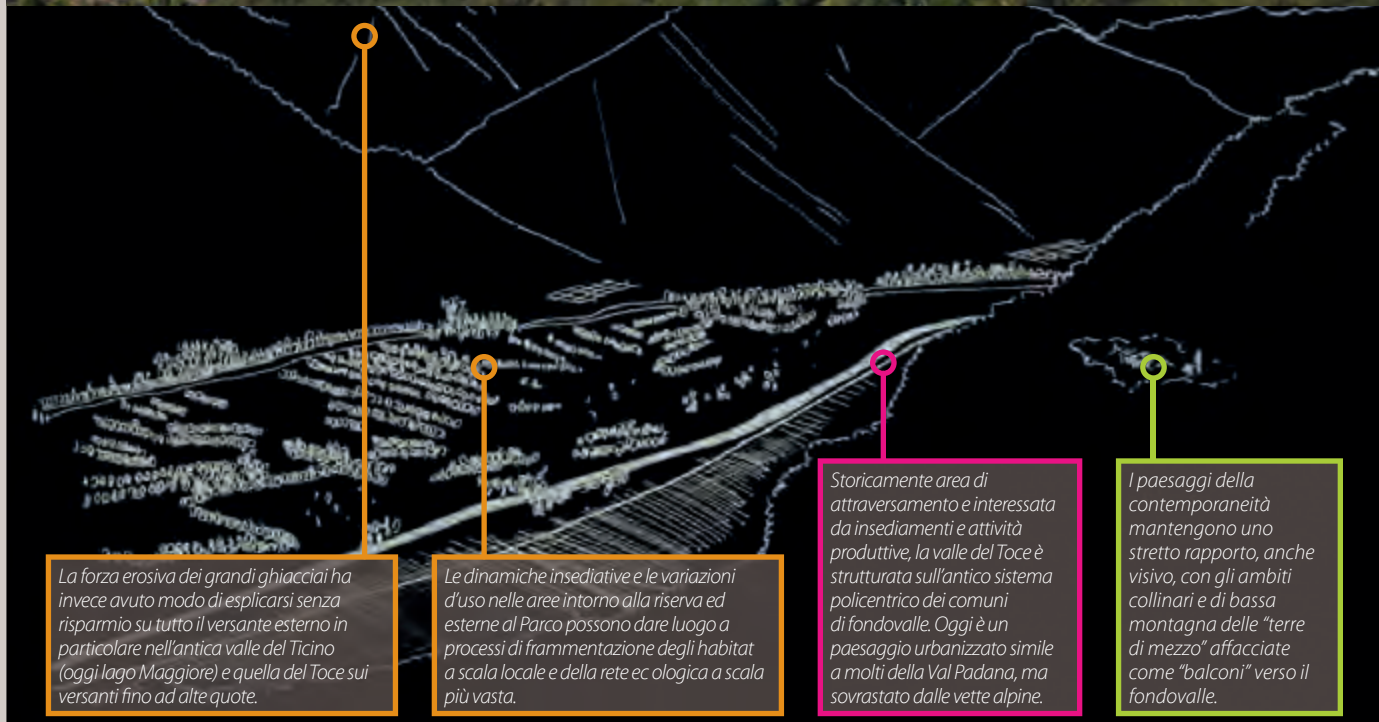 La forza erosiva dei grandi ghiacciai ha
invece avuto modo di esplicarsi senza
risparmio su tutto il versante esterno in
particolare nell'antica valle del Ticino
(oggi lago Maggiore) e quella del Toce sui
versanti fino ad alte quote.
Le dinamiche insediative e le variazioni
d'uso nelle aree intorno alla riserva ed
esterne al Parco possono dare luogo a
processi di frammentazione degli habitat
a scala locale e della rete ec ologica a scala
più vasta.
Storicamente area di
attraversamento e interessata
da insediamenti e attività
produttive, la valle del Toce è
strutturata sull'antico sistema
policentrico dei comuni
di fondovalle. Oggi è un
paesaggio urbanizzato simile
a molti della Val Padana, ma
sovrastato dalle vette alpine.
I paesaggi della
contemporaneità
mantengono uno
stretto rapporto, anche
visivo, con gli ambiti
collinari e di bassa
montagna delle "terre
di mezzo" affacciate
come "balconi" verso il
fondovalle.